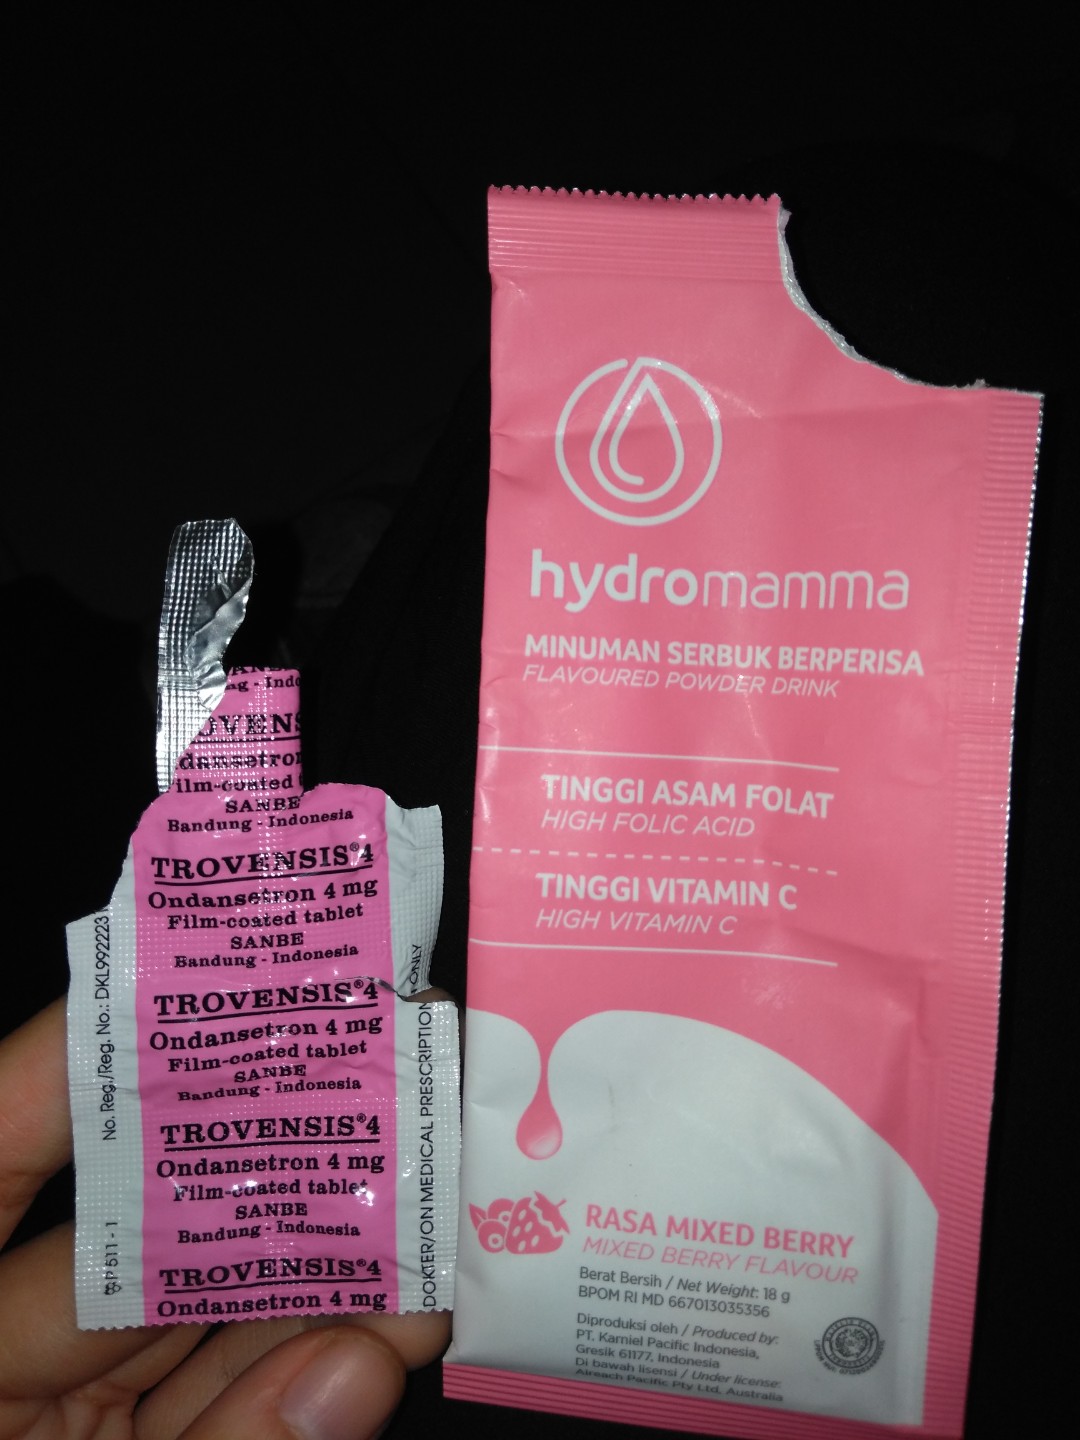 hydromamma
MINUMAN SERBUK BERPERISA
FLAVOURED POWDER DRINK
TINGGI ASAM FOLAT
HIGH FOLIC ACID
TINGGI VITAMIN C
HIGH VITAMIN C
RASA MIXED BERRY
MIXED BERRY FLAVOUR
Berat Bersih / Net Weight: 18 g
BPOM RI MD 667013035356
Diproduksi oleh / Produced by:
PT. Karniel Pacific Indonesia,
Gresik 61177, Indonesia
Di bawah lisensi / Under license:
Aireach Pacific Pty Ltd, Australia
SANBE
Bandung - Indonesia
TROVENSIS®4
Ondansetron 4 mg
Film-coated tablet
SANBE
Bandung - Indonesia
TROVENSIS®4
Ondansetron 4 mg
Film-coated tablet
SANBE
Bandung - Indonesia
TROVENSIS®4
Ondansetron 4 mg
Film-coated tablet
SANBE
Bandung - Indonesia
TROVENSIS®4
Ondansetron 4 mg
No. Reg./Reg. No.: DKL992223
511 - 1
DOKTER/ON MEDICAL PRESCRIPTION ONLY